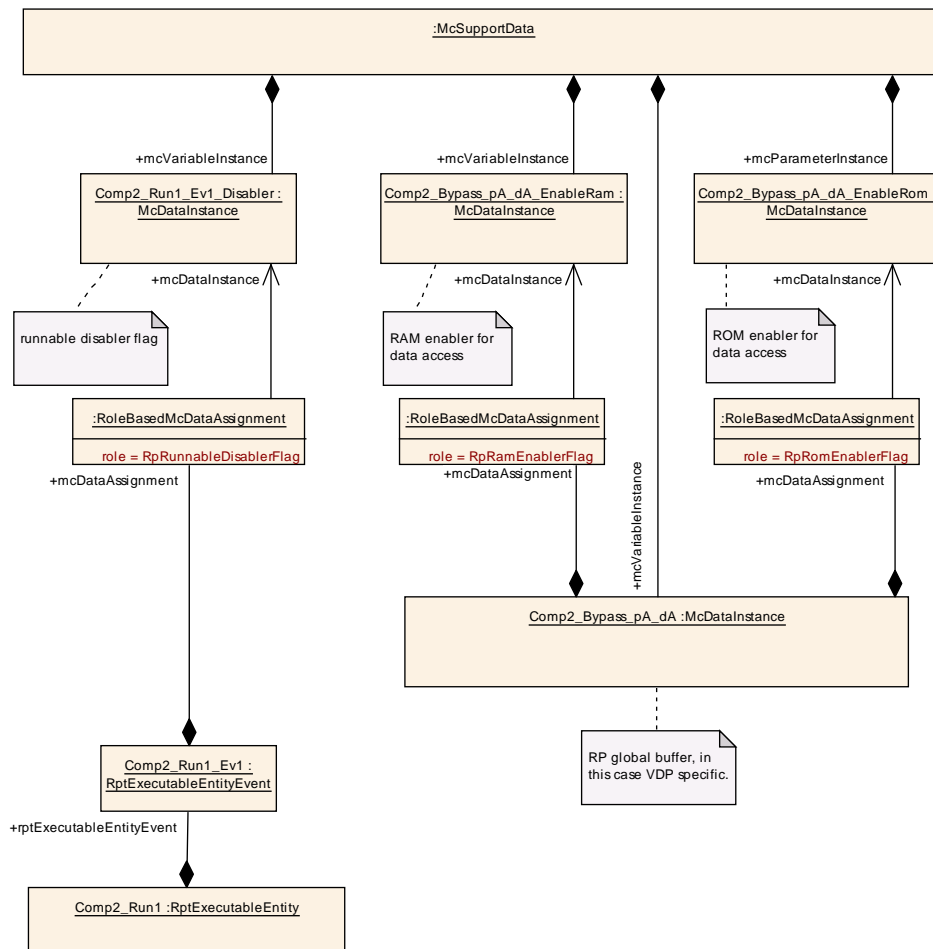 :McSupportData
+mcVariableInstance
+mcVariableInstance
+mcParameterInstance
Comp2_Run1_Ev1_Disabler :
McDataInstance
Comp2_Bypass_pA_dA_EnableRam :
McDataInstance
Comp2_Bypass_pA_dA_EnableRom
McDataInstance
+mcDataInstance
+mcDataInstance
+mcDataInstance
runnable disabler flag
RAM enabler for
data access
ROM enabler for
data access
:RoleBasedMcDataAssignment
role = RpRunnableDisablerFlag
:RoleBasedMcDataAssignment
role = RpRamEnablerFlag
:RoleBasedMcDataAssignment
role = RpRomEnablerFlag
+mcDataAssignment
+mcDataAssignment
+mcDataAssignment
+mcVariableInstance
Comp2_Bypass_pA_dA :McDataInstance
RP global buffer, in
this case VDP specific.
Comp2_Run1_Ev1 :
RptExecutableEntityEvent
+rptExecutableEntityEvent
Comp2_Run1 :RptExecutableEntity